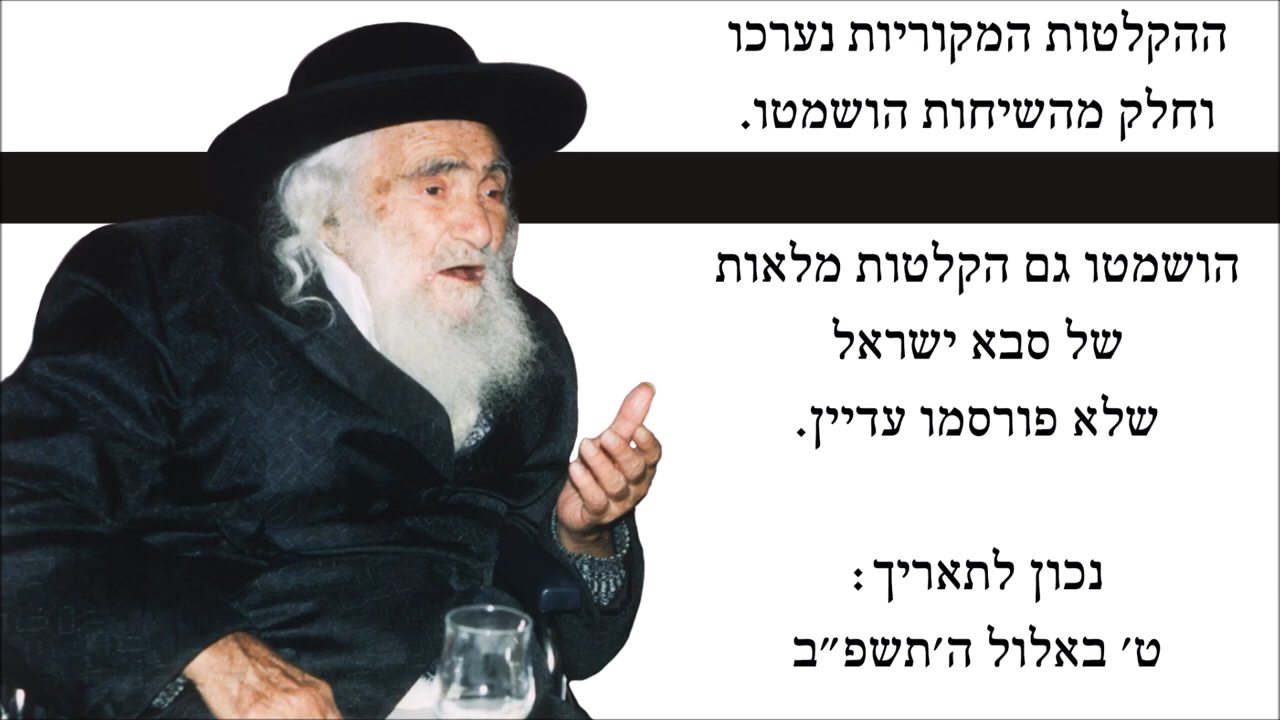 ההקלטות המקוריות נערכו
וחלק מהשיחות הושמטו.
הושמטו גם הקלטות מלאות
של סבא ישראל
שלא פורסמו עדיין.
נכון לתאריך:
ט׳ באלול ה׳תשפ״ב